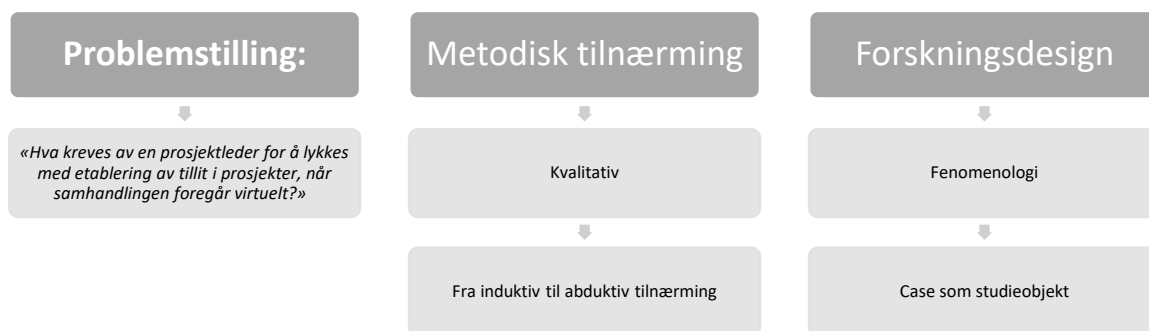 Problemstilling:
«Hva kreves av en prosjektleder for å lykkes
med etablering av tillit i prosjekter, når
samhandlingen foregår virtuelt?»
Metodisk tilnærming
Kvalitativ
Fra induktiv til abduktiv tilnærming
Forskningsdesign
Fenomenologi
Case som studieobjekt